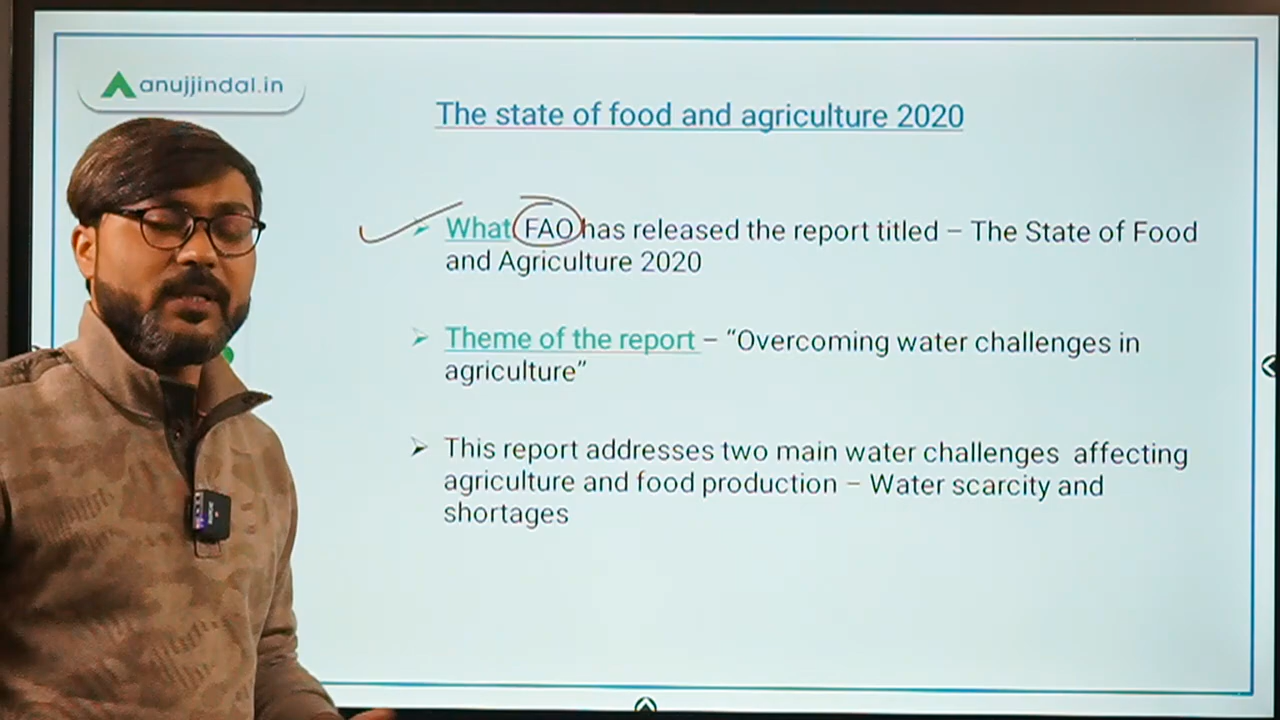 anujjindal.in
The state of food and agriculture 2020
What FAO has released the report titled – The State of Food
and Agriculture 2020
Theme of the report – “Overcoming water challenges in
agriculture”
This report addresses two main water challenges affecting
agriculture and food production – Water scarcity and
shortages